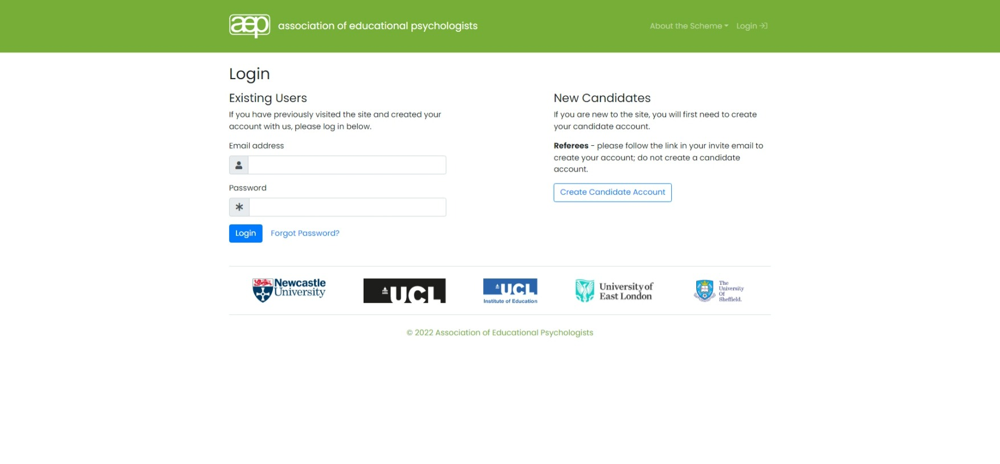 aep association of educational psychologists
About the Scheme Login
Login
Existing Users
If you have previously visited the site and created your
account with us, please log in below.
Email address
Password
Login Forgot Password?
New Candidates
If you are new to the site, you will first need to create
your candidate account.
Referees - please follow the link in your invite email to
create your account; do not create a candidate
account.
Create Candidate Account
Newcastle
University
UCL
UCL
Institute of Education
University of
East London
The
University
Of
Sheffield.
© 2022 Association of Educational Psychologists